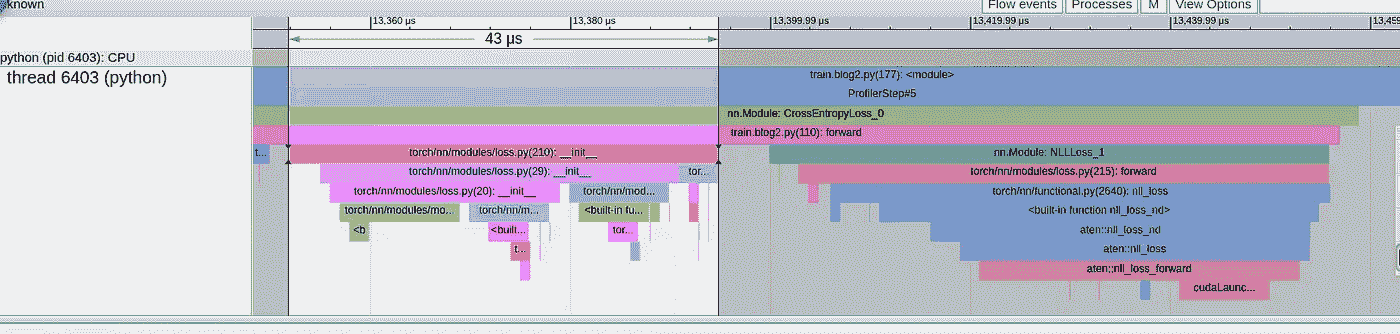 known
Flow events
Processes
M
View Options
13,360 µs
13,380 µs
13,399.99 µs
13,419.99 µs
13,439.99 µs
13,459
43 µs
python (pid 6403): CPU
thread 6403 (python)
train.blog2.py(177): <module>
ProfilerStep#5
nn.Module: CrossEntropyLoss_0
train.blog2.py(110): forward
t...
torch/nn/modules/loss.py(210): __init__
nn.Module: NLLLoss_1
torch/nn/modules/loss.py(29): __init__
tor...
torch/nn/modules/loss.py(215): forward
torch/nn/modules/loss.py(20): __init__
torch/nn/mod...
torch/nn/functional.py(2640): nll_loss
torch/nn/modules/mo...
torch/nn/m...
<built-in fu...
<built-in function nll_loss_nd>
<b
<built...
tor...
aten::nll_loss_nd
t...
aten::nll_loss
aten::nll_loss_forward
cudaLaunc...